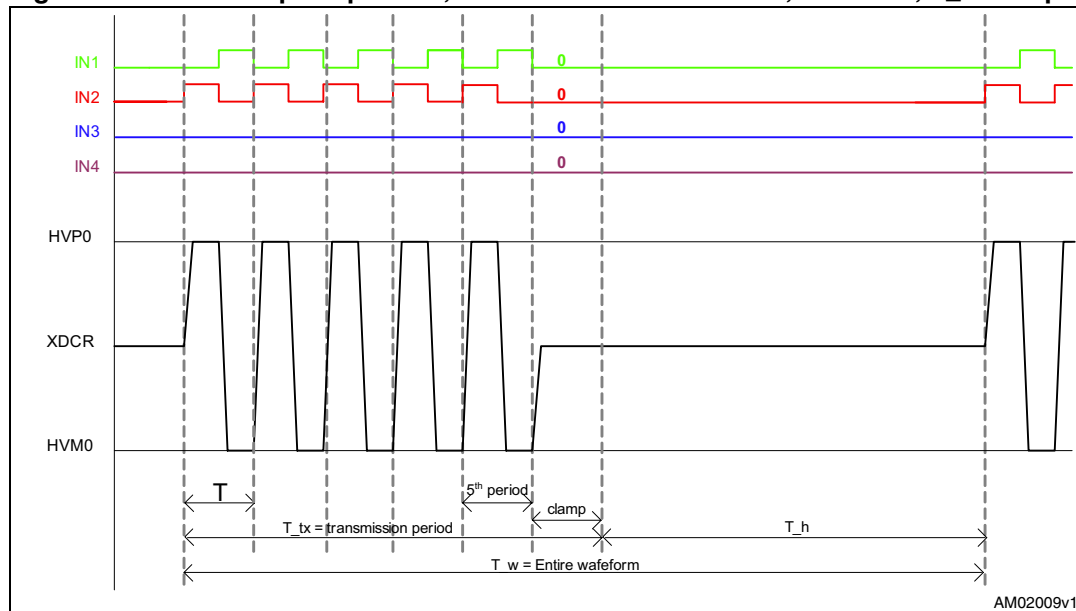 IN1
0
IN2
0
IN3
0
IN4
0
HVP0
XDCR
HVM0
T
5th period
clamp
T_tx = transmission period
T_h
T_w = Entire wafeform
AM02009v1